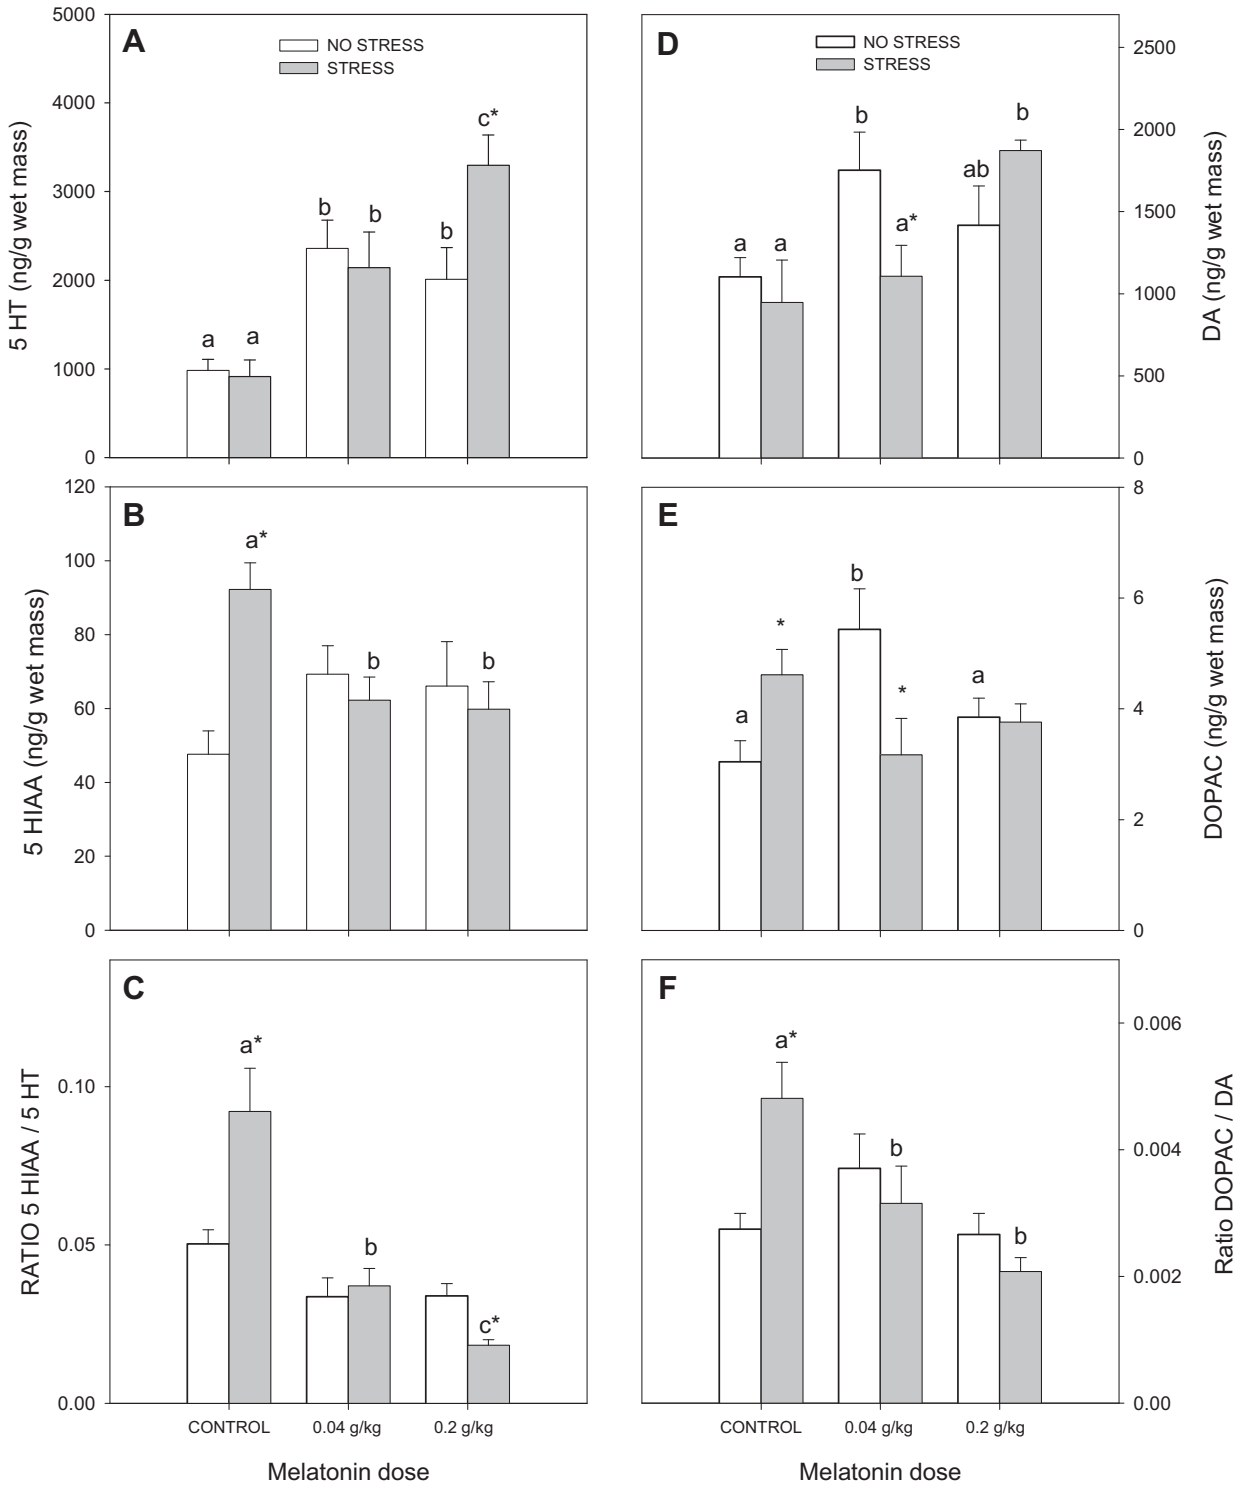 A
NO STRESS
STRESS
5000
4000
3000
2000
1000
0
5 HT (ng/g wet mass)
a
a
b
b
b
c*
D
NO STRESS
STRESS
2500
2000
1500
1000
500
0
DA (ng/g wet mass)
a
a
b
a*
ab
b
B
120
100
80
60
40
20
0
5 HIAA (ng/g wet mass)
a*
b
b
E
8
6
4
2
0
DOPAC (ng/g wet mass)
a
*
b
*
a
C
0.10
0.05
0.00
RATIO 5 HIAA / 5 HT
a*
b
c*
CONTROL
0.04 g/kg
0.2 g/kg
Melatonin dose
F
0.006
0.004
0.002
0.00
Ratio DOPAC / DA
a*
b
b
CONTROL
0.04 g/kg
0.2 g/kg
Melatonin dose